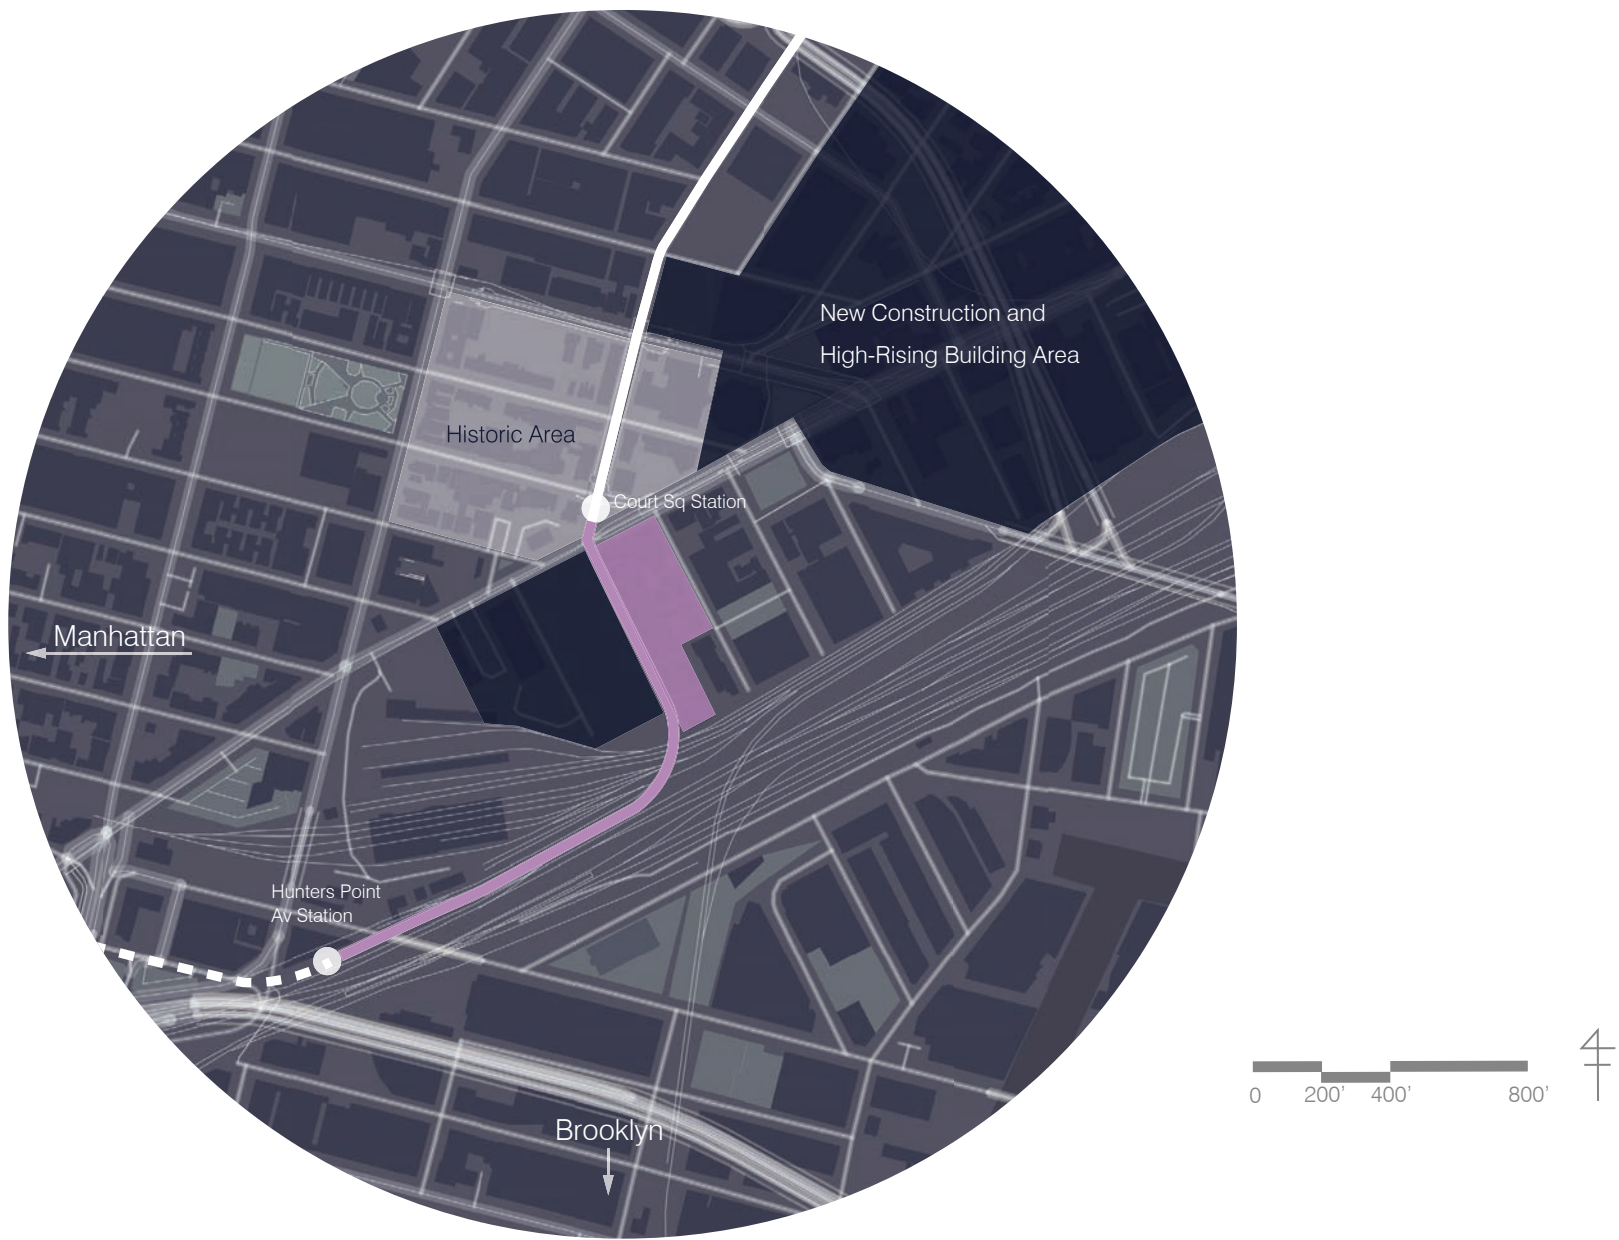 New Construction and
High-Rising Building Area
Historic Area
Court Sq Station
Manhattan
Hunters Point
Av Station
Brooklyn
0 200’ 400’ 800’